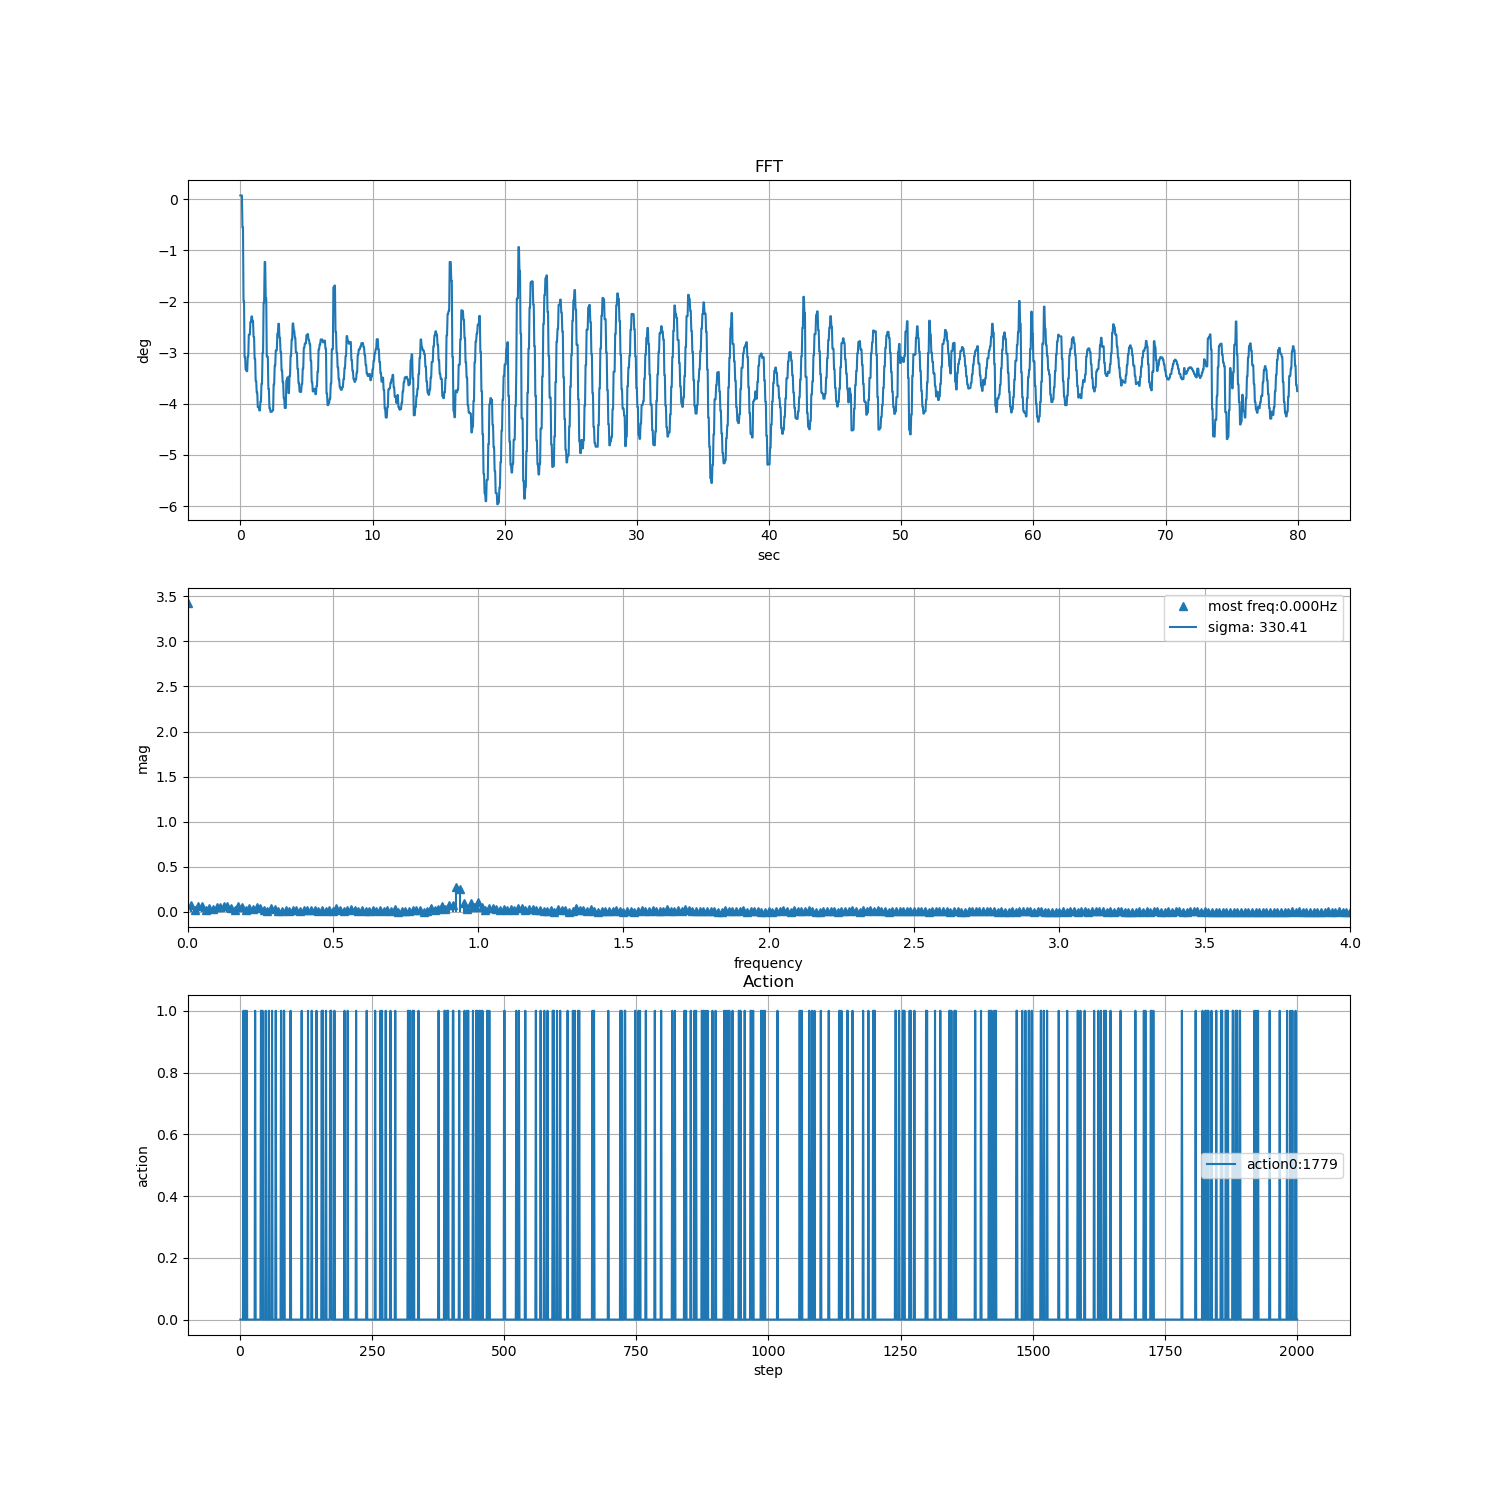 FFT
0
−1
−2
−3
−4
−5
−6
deg
0 10 20 30 40 50 60 70 80
sec
3.5
3.0
2.5
2.0
1.5
1.0
0.5
0.0
mag
most freq:0.000Hz
sigma: 330.41
0.0 0.5 1.0 1.5 2.0 2.5 3.0 3.5 4.0
frequency
Action
1.0
0.8
0.6
0.4
0.2
0.0
action
action0:1779
0 250 500 750 1000 1250 1500 1750 2000
step